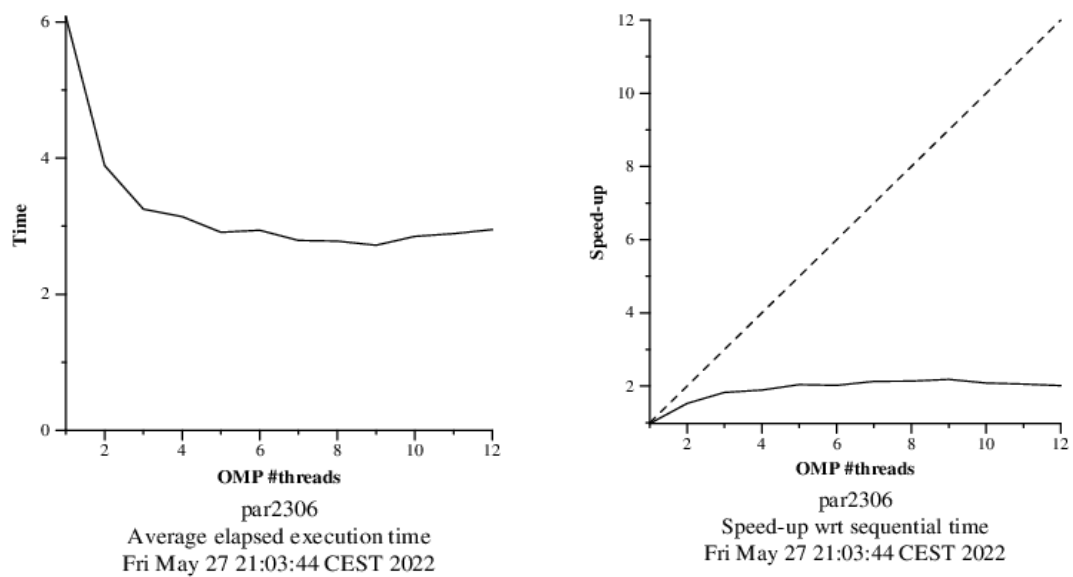 6
4
2
0
Time
2
4
6
8
10
12
OMP #threads
par2306
Average elapsed execution time
Fri May 27 21:03:44 CEST 2022
12
10
8
6
4
2
Speed-up
2
4
6
8
10
12
OMP #threads
par2306
Speed-up wrt sequential time
Fri May 27 21:03:44 CEST 2022